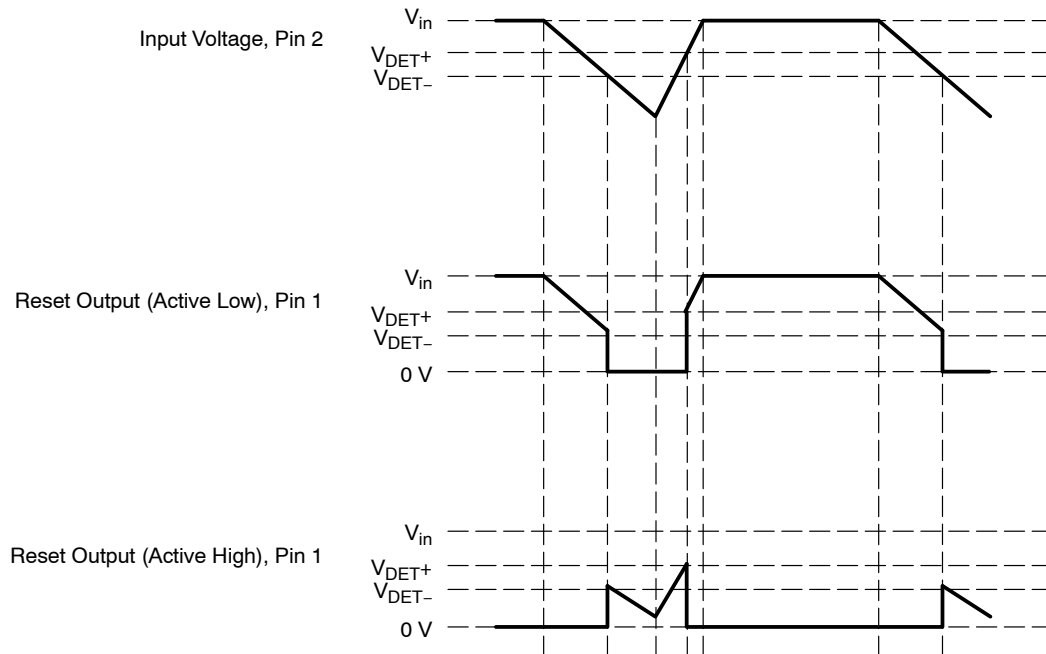 Input Voltage, Pin 2
V_in
V_DET+
V_DET−
Reset Output (Active Low), Pin 1
V_in
V_DET+
V_DET−
0 V
Reset Output (Active High), Pin 1
V_in
V_DET+
V_DET−
0 V